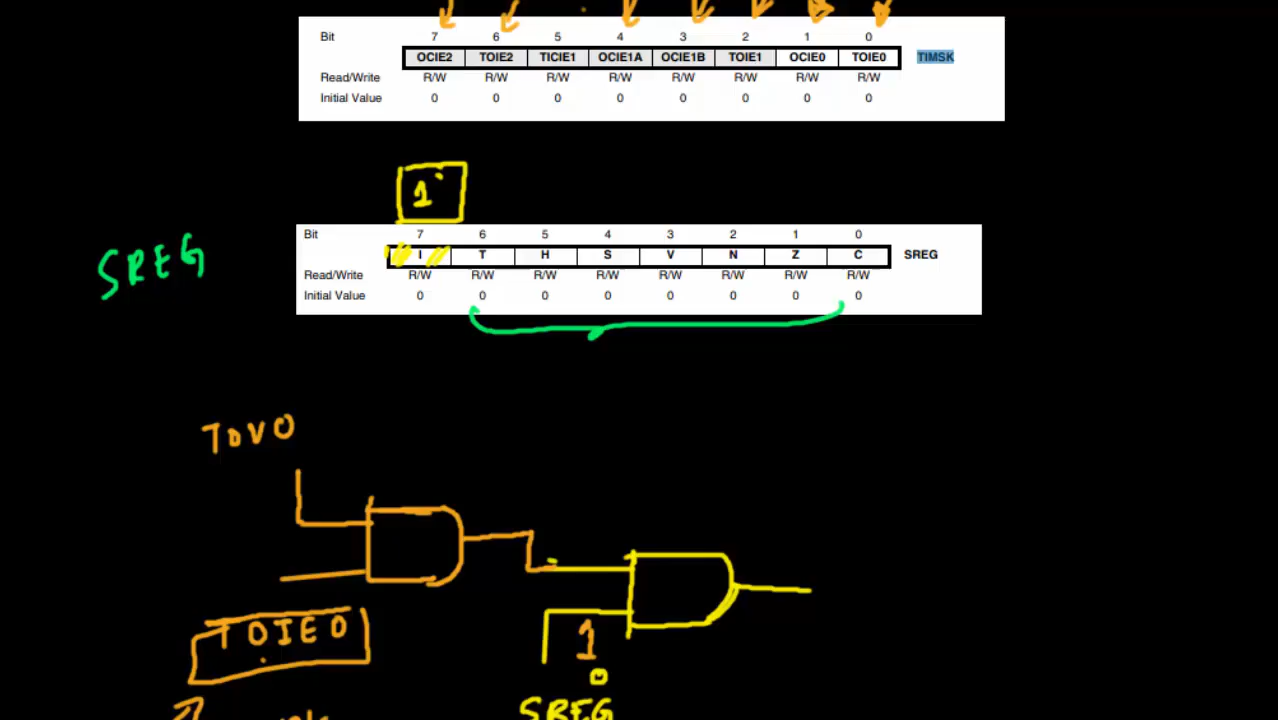 Bit 7 6 5 4 3 2 1 0
OCIE2 TOIE2 TICIE1 OCIE1A OCIE1B TOIE1 OCIE0 TOIE0 TIMSK
Read/Write R/W R/W R/W R/W R/W R/W R/W R/W
Initial Value 0 0 0 0 0 0 0 0
1
SREG
Bit 7 6 5 4 3 2 1 0
I T H S V N Z C SREG
Read/Write R/W R/W R/W R/W R/W R/W R/W R/W
Initial Value 0 0 0 0 0 0 0 0
TOV0
TOIE0
1
SREG